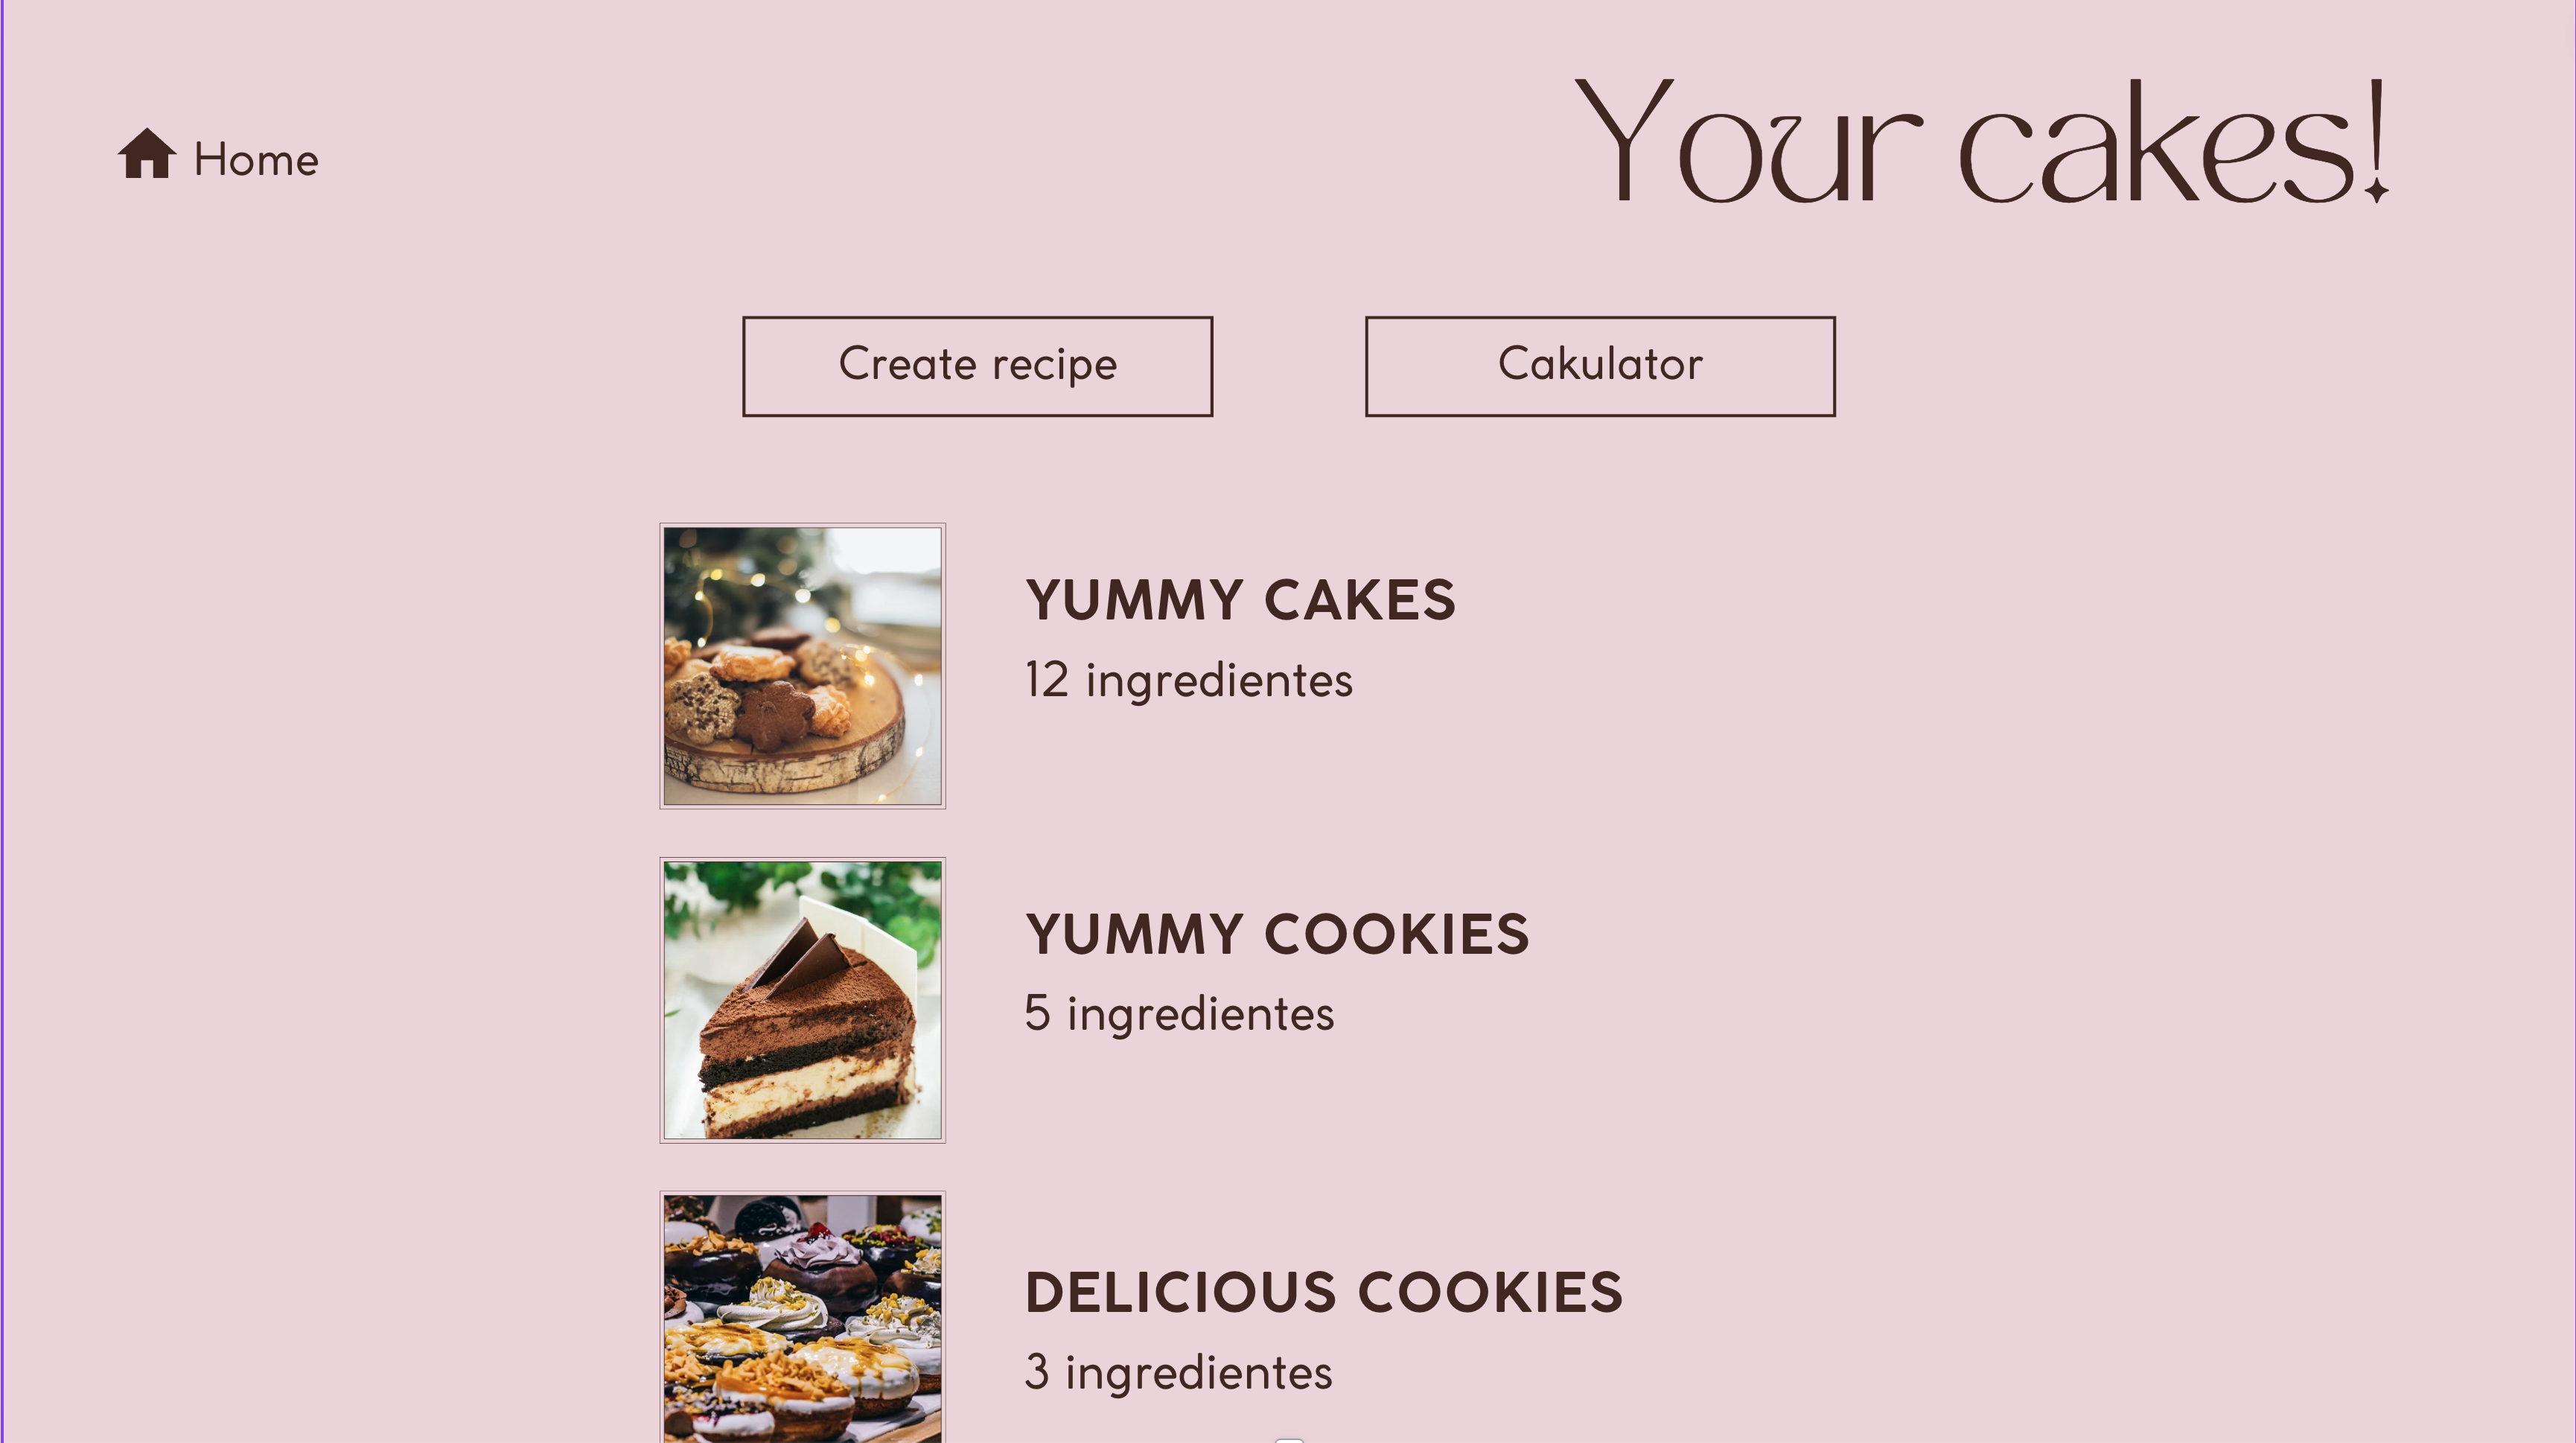 Your cakes!
Home
Create recipe
Cakulator
YUMMY CAKES
12 ingredientes
YUMMY COOKIES
5 ingredientes
DELICIOUS COOKIES
3 ingredientes